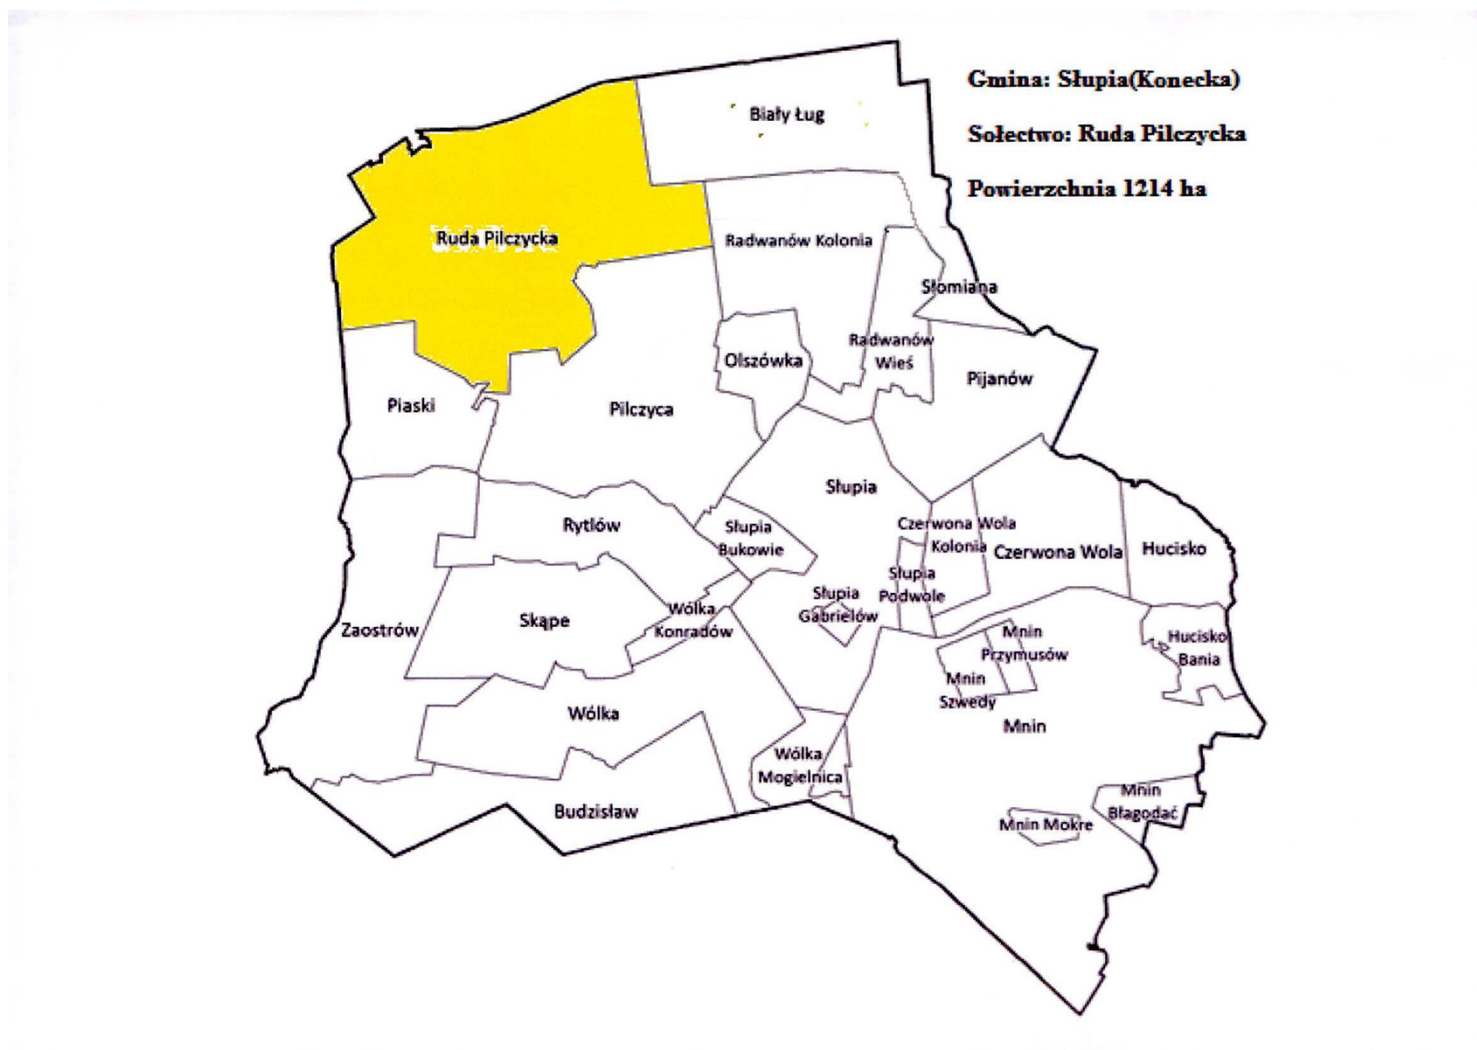 Gmina: Słupia(Konecka)
Sołectwo: Ruda Pilczycka
Powierzchnia 1214 ha
Biały Ług
Ruda Pilczycka
Radwanów Kolonia
Słomiana
Radwanów
Wieś
Olszówka
Pijanów
Piaski
Pilczyca
Słupia
Rytlów
Słupia
Bukowie
Czerwona Wola
Kolonia
Czerwona Wola
Hucisko
Słupia
Podwole
Słupia
Gabrielów
Wólka
Konradów
Skąpe
Zaostrów
Mnin
Przymusów
Hucisko
Bania
Mnin
Szwedy
Mnin
Wólka
Wólka
Mogielnica
Mnin
Błagodać
Budzisław
Mnin Mokre